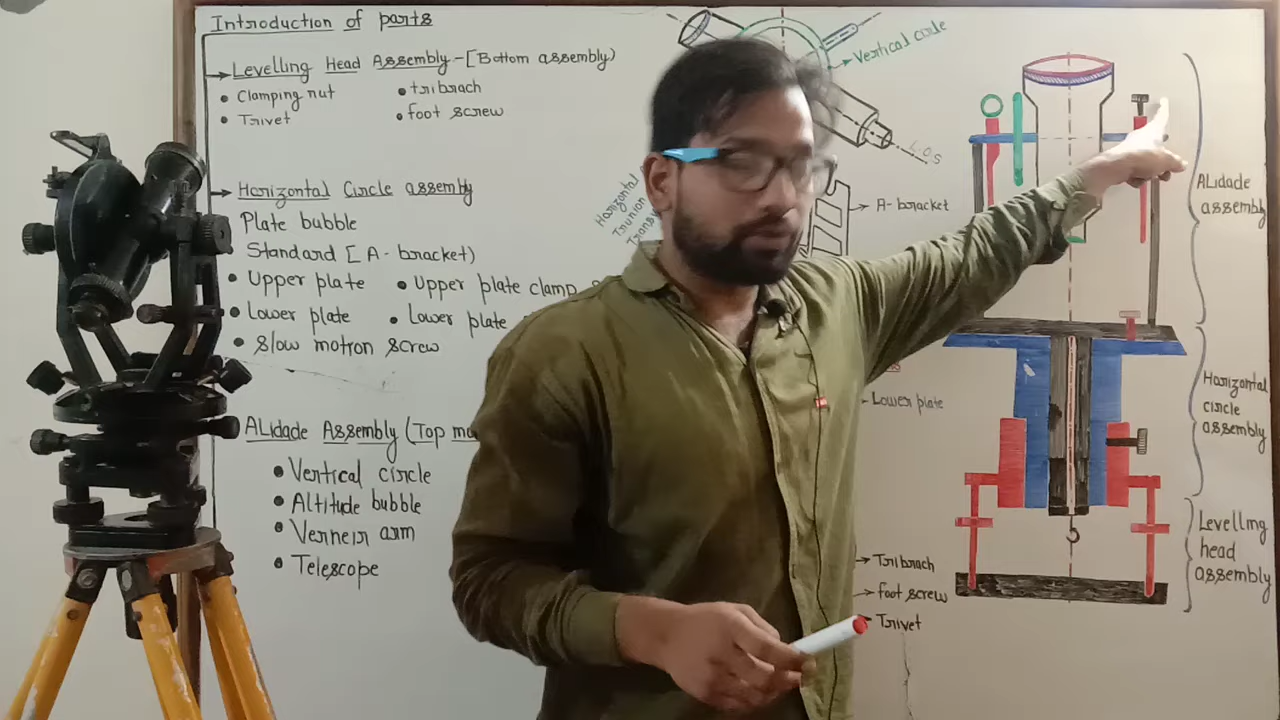 Introduction of parts
Levelling Head Assembly - [Bottom assembly)
• Clamping nut
• tribrach
• Trivet
• foot screw
Horizontal Circle assembly
Plate bubble
Standard [A- bracket)
• Upper plate
• Upper plate clamp
• Lower plate
• Lower plate
• Slow motion screw
ALidade Assembly (Top
• Vertical circle
• Altitude bubble
• Verneir arm
• Telescope
Vertical circle
L.O.S
Horizontal
Trunion
A- bracket
Lower plate
Tribrach
foot screw
Trivet
ALidade
assembly
Horizontal
circle
assembly
Levelling
head
assembly